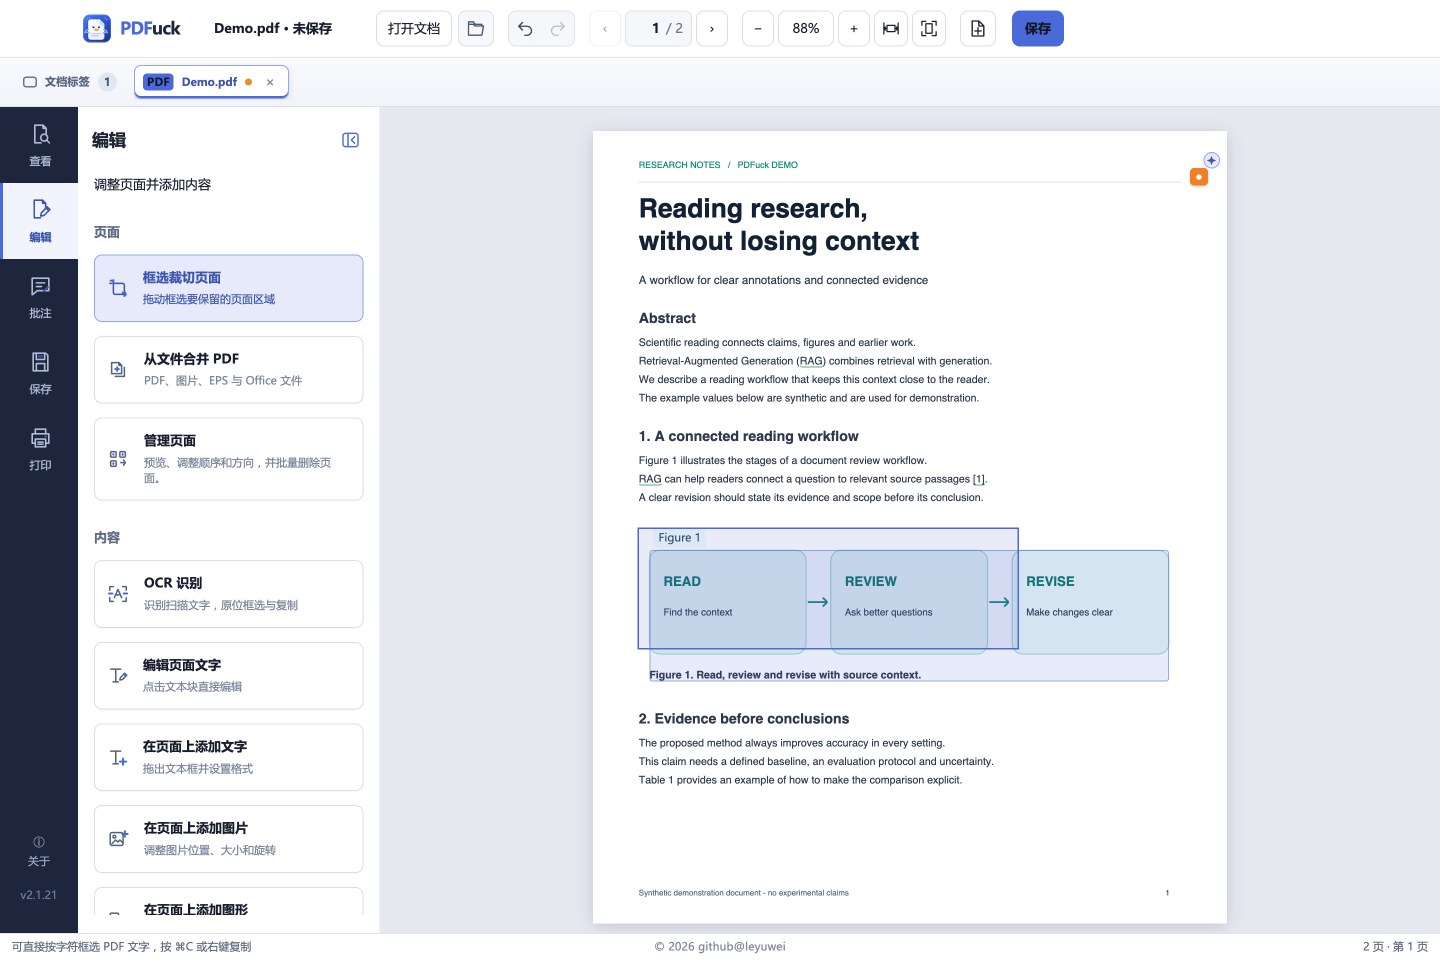 PDFuck
Demo.pdf • 未保存
打开文档
1 / 2
88%
保存
文档标签 1
PDF Demo.pdf
查看
编辑
批注
保存
打印
关于
v2.1.21
编辑
调整页面并添加内容
页面
框选裁切页面
拖动框选要保留的页面区域
从文件合并 PDF
PDF、图片、EPS 与 Office 文件
管理页面
预览、调整顺序和方向，并批量删除页
面。
内容
OCR 识别
识别扫描文字，原位框选与复制
编辑页面文字
点击文本块直接编辑
在页面上添加文字
拖出文本框并设置格式
在页面上添加图片
调整图片位置、大小和旋转
在页面上添加图形
RESEARCH NOTES / PDFuck DEMO
Reading research,
without losing context
A workflow for clear annotations and connected evidence
Abstract
Scientific reading connects claims, figures and earlier work.
Retrieval-Augmented Generation (RAG) combines retrieval with generation.
We describe a reading workflow that keeps this context close to the reader.
The example values below are synthetic and are used for demonstration.
1. A connected reading workflow
Figure 1 illustrates the stages of a document review workflow.
RAG can help readers connect a question to relevant source passages [1].
A clear revision should state its evidence and scope before its conclusion.
Figure 1
READ
Find the context
REVIEW
Ask better questions
REVISE
Make changes clear
Figure 1. Read, review and revise with source context.
2. Evidence before conclusions
The proposed method always improves accuracy in every setting.
This claim needs a defined baseline, an evaluation protocol and uncertainty.
Table 1 provides an example of how to make the comparison explicit.
Synthetic demonstration document - no experimental claims
1
可直接按字符框选 PDF 文字，按 ⌘C 或右键复制
© 2026 github@leyuwei
2 页 · 第 1 页